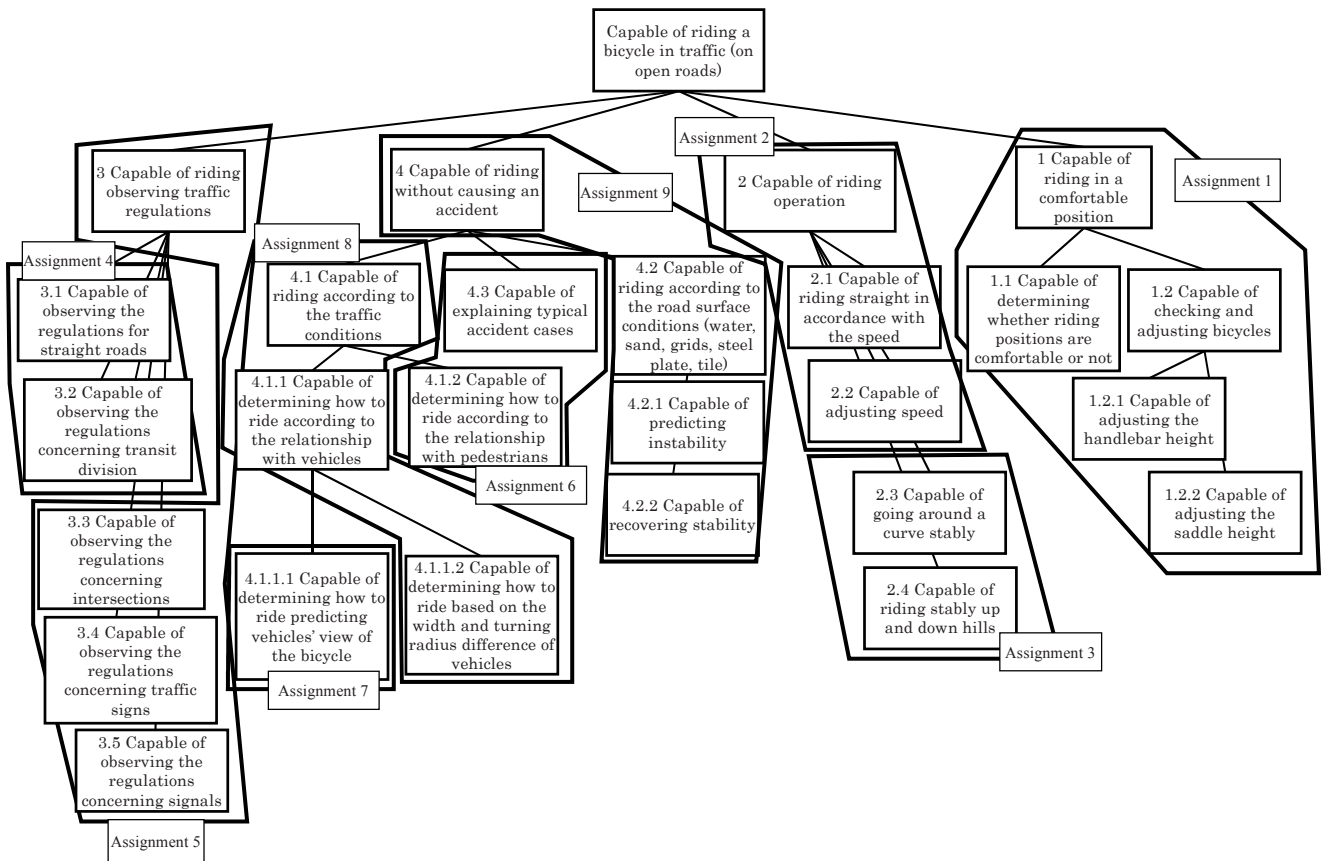 Capable of riding a
bicycle in traffic (on
open roads)
Assignment 2
3 Capable of riding
observing traffic
regulations
4 Capable of riding
without causing an
accident
Assignment 9
2 Capable of riding
operation
1 Capable of
riding in a
comfortable
position
Assignment 1
Assignment 4
3.1 Capable of
observing the
regulations for
straight roads
3.2 Capable of
observing the
regulations
concerning transit
division
3.3 Capable of
observing the
regulations
concerning
intersections
3.4 Capable of
observing the
regulations
concerning traffic
signs
3.5 Capable of
observing the
regulations
concerning signals
Assignment 5
Assignment 8
4.1 Capable of
riding according to
the traffic
conditions
4.1.1 Capable of
determining how to
ride according to
the relationship
with vehicles
4.1.1.1 Capable of
determining how to
ride predicting
vehicles' view of
the bicycle
Assignment 7
4.3 Capable of
explaining typical
accident cases
4.1.2 Capable of
determining how to
ride according to
the relationship
with pedestrians
Assignment 6
4.1.1.2 Capable of
determining how to
ride based on the
width and turning
radius difference of
vehicles
4.2 Capable of
riding according to
the road surface
conditions (water,
sand, grids, steel
plate, tile)
4.2.1 Capable of
predicting
instability
4.2.2 Capable of
recovering stability
2.1 Capable of
riding straight in
accordance with
the speed
2.2 Capable of
adjusting speed
2.3 Capable of
going around a
curve stably
2.4 Capable of
riding stably up
and down hills
Assignment 3
1.1 Capable of
determining
whether riding
positions are
comfortable or not
1.2 Capable of
checking and
adjusting bicycles
1.2.1 Capable of
adjusting the
handlebar height
1.2.2 Capable of
adjusting the
saddle height